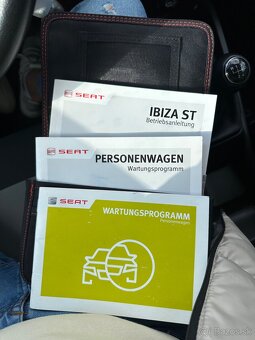 SEAT
IBIZA ST
Betriebsanleitung
SEAT
PERSONENWAGEN
Wartungsprogramm
SEAT
WARTUNGSPROGRAMM
Personenwagen